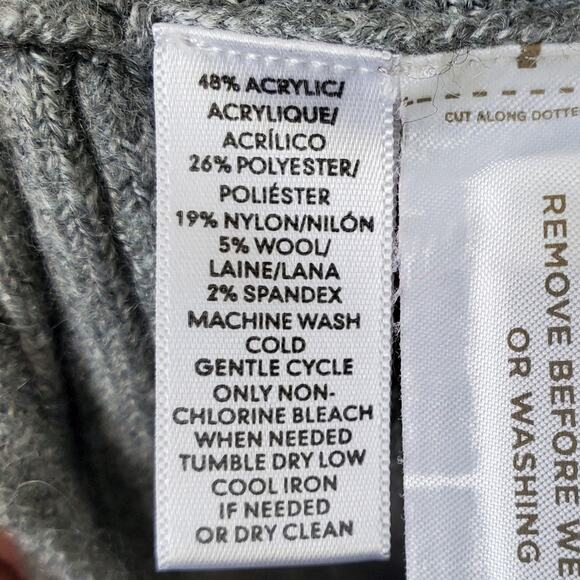 48% ACRYLIC/
ACRYLIQUE/
ACRÍLICO
26% POLYESTER/
POLIÉSTER
19% NYLON/NILÓN
5% WOOL/
LAINE/LANA
2% SPANDEX
MACHINE WASH
COLD
GENTLE CYCLE
ONLY NON-
CHLORINE BLEACH
WHEN NEEDED
TUMBLE DRY LOW
COOL IRON
IF NEEDED
OR DRY CLEAN
CUT ALONG DOTTE
REMOVE BEFORE WE
OR WASHING